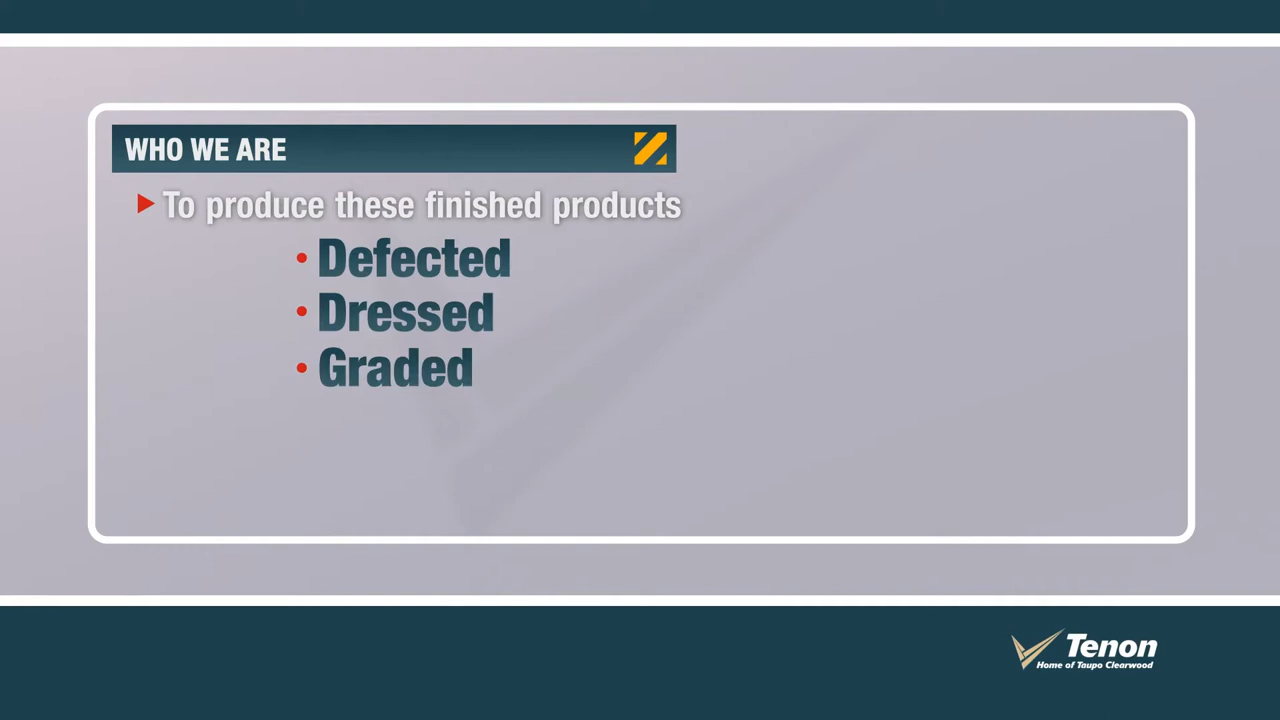 WHO WE ARE
To produce these finished products
• Defected
• Dressed
• Graded
Tenon
Home of Taupo Clearwood